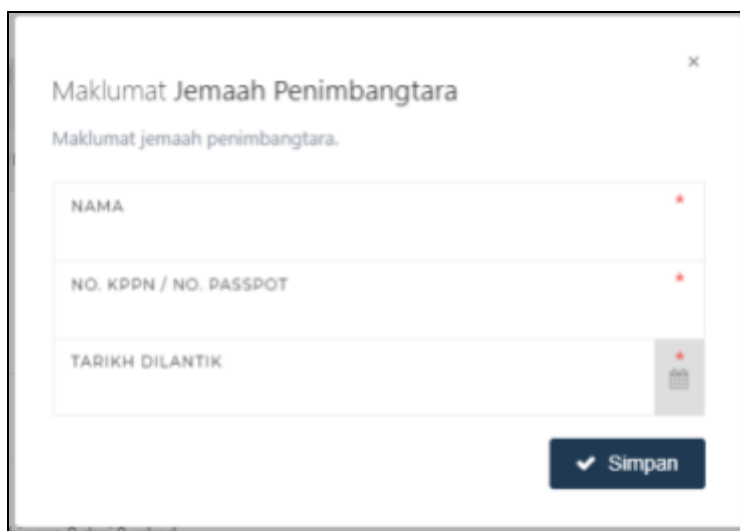 ×
Maklumat Jemaah Penimbangtara
Maklumat jemaah penimbangtara.
NAMA *
NO. KPPN / NO. PASSPOT *
TARIKH DILANTIK *
Simpan